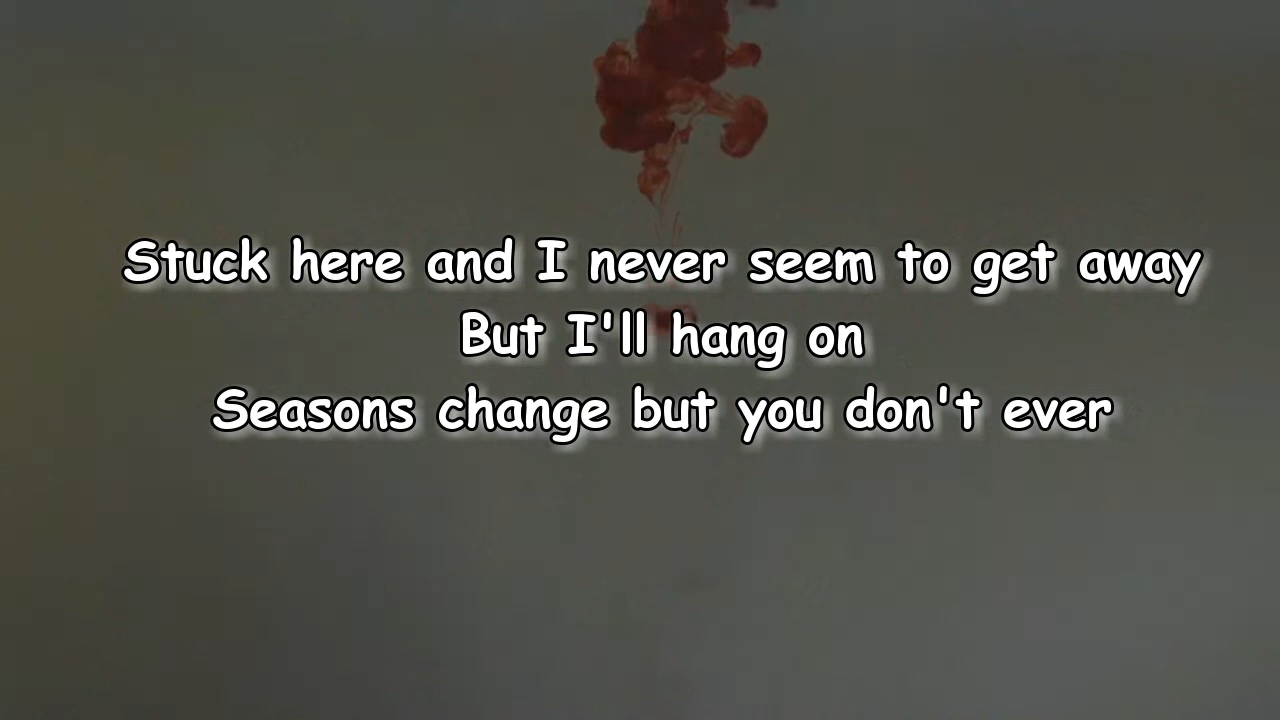 Stuck here and I never seem to get away
But I'll hang on
Seasons change but you don't ever